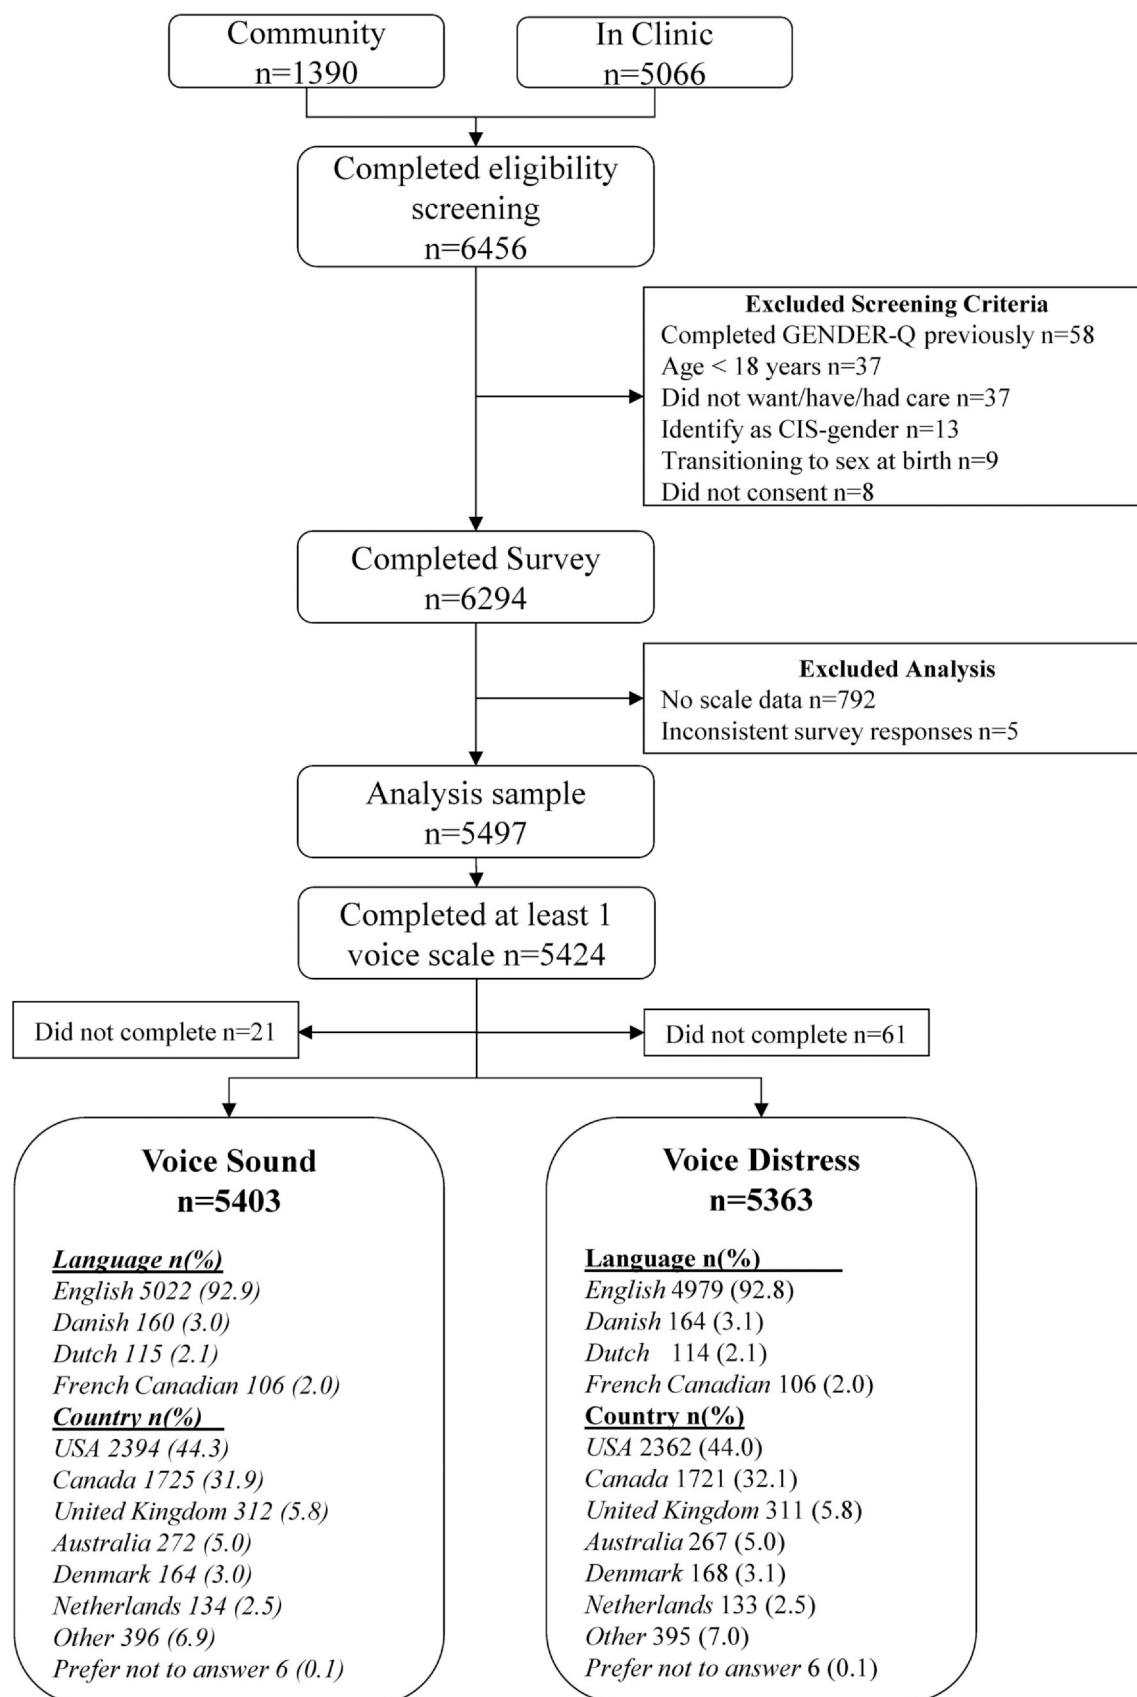 Community
n=1390
In Clinic
n=5066
Completed eligibility
screening
n=6456
Excluded Screening Criteria
Completed GENDER-Q previously n=58
Age < 18 years n=37
Did not want/have/had care n=37
Identify as CIS-gender n=13
Transitioning to sex at birth n=9
Did not consent n=8
Completed Survey
n=6294
Excluded Analysis
No scale data n=792
Inconsistent survey responses n=5
Analysis sample
n=5497
Completed at least 1
voice scale n=5424
Did not complete n=21
Did not complete n=61
Voice Sound
n=5403
Language n(%)
English 5022 (92.9)
Danish 160 (3.0)
Dutch 115 (2.1)
French Canadian 106 (2.0)
Country n(%)
USA 2394 (44.3)
Canada 1725 (31.9)
United Kingdom 312 (5.8)
Australia 272 (5.0)
Denmark 164 (3.0)
Netherlands 134 (2.5)
Other 396 (6.9)
Prefer not to answer 6 (0.1)
Voice Distress
n=5363
Language n(%)
English 4979 (92.8)
Danish 164 (3.1)
Dutch 114 (2.1)
French Canadian 106 (2.0)
Country n(%)
USA 2362 (44.0)
Canada 1721 (32.1)
United Kingdom 311 (5.8)
Australia 267 (5.0)
Denmark 168 (3.1)
Netherlands 133 (2.5)
Other 395 (7.0)
Prefer not to answer 6 (0.1)